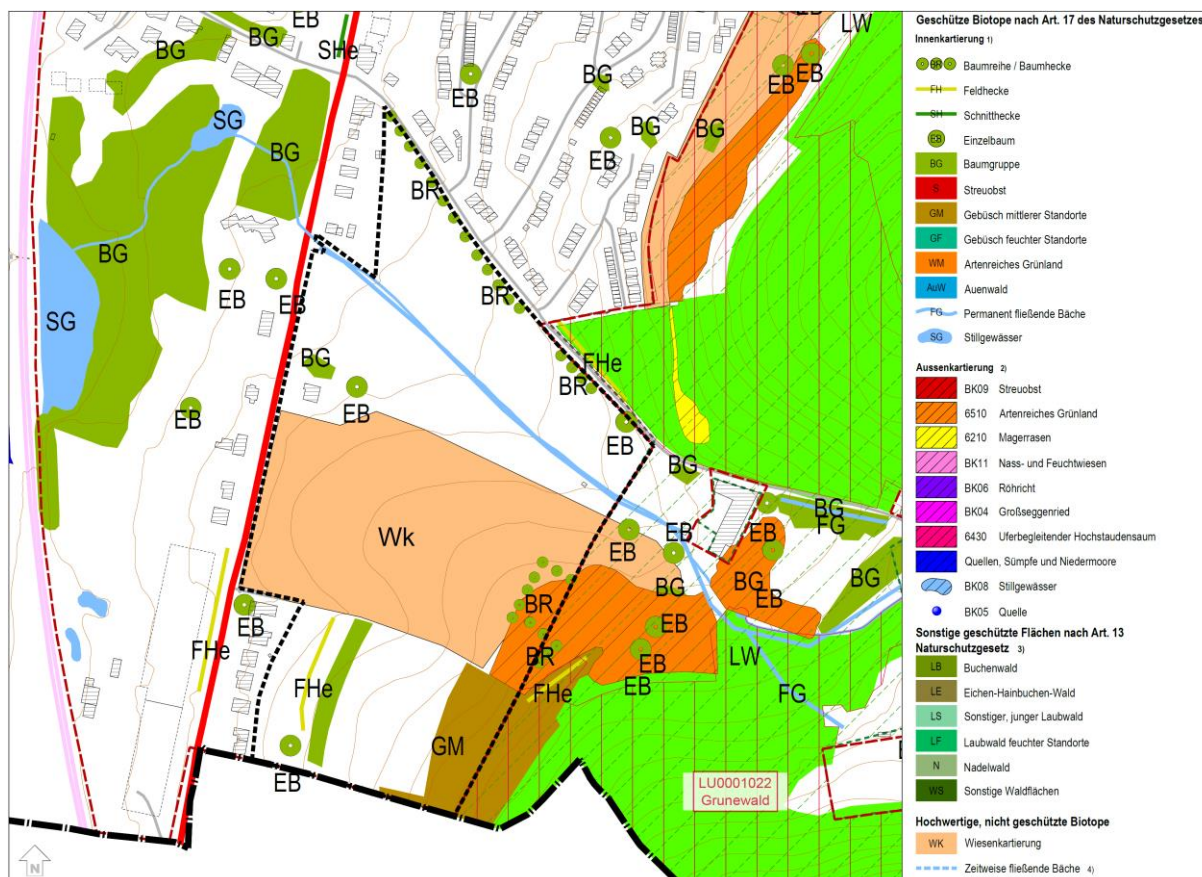 Geschütze Biotope nach Art. 17 des Naturschutzgesetzes
Innenkartierung 1)
BR Baumreihe / Baumhecke
FH Feldhecke
SH Schnitthecke
EB Einzelbaum
BG Baumgruppe
S Streuobst
GM Gebüsch mittlerer Standorte
GF Gebüsch feuchter Standorte
WM Artenreiches Grünland
AuW Auenwald
FG Permanent fließende Bäche
SG Stillgewässer
Aussenkartierung 2)
BK09 Streuobst
6510 Artenreiches Grünland
6210 Magerrasen
BK11 Nass- und Feuchtwiesen
BK06 Röhricht
BK04 Großseggenried
6430 Uferbegleitender Hochstaudensaum
Quellen, Sümpfe und Niedermoore
BK08 Stillgewässer
BK05 Quelle
Sonstige geschützte Flächen nach Art. 13
Naturschutzgesetz 3)
LB Buchenwald
LE Eichen-Hainbuchen-Wald
LS Sonstiger, junger Laubwald
LF Laubwald feuchter Standorte
N Nadelwald
WS Sonstige Waldflächen
Hochwertige, nicht geschützte Biotope
WK Wiesenkartierung
Zeitweise fließende Bäche 4)
EB
BG
BG
SHe
LW
EB
BG
EB
BG
EB
SG
BG
BG
EB
BG
BR
BG
EB
EB
BR
SG
BG
FHe
BR
EB
EB
EB
BG
Wk
EB
EB
BG
FG
EB
BG
BG
EB
BG
BR
EB
FHe
EB
FHe
BR
FHe
EB
EB
LW
FG
GM
EB
LU0001022
Grunewald
N